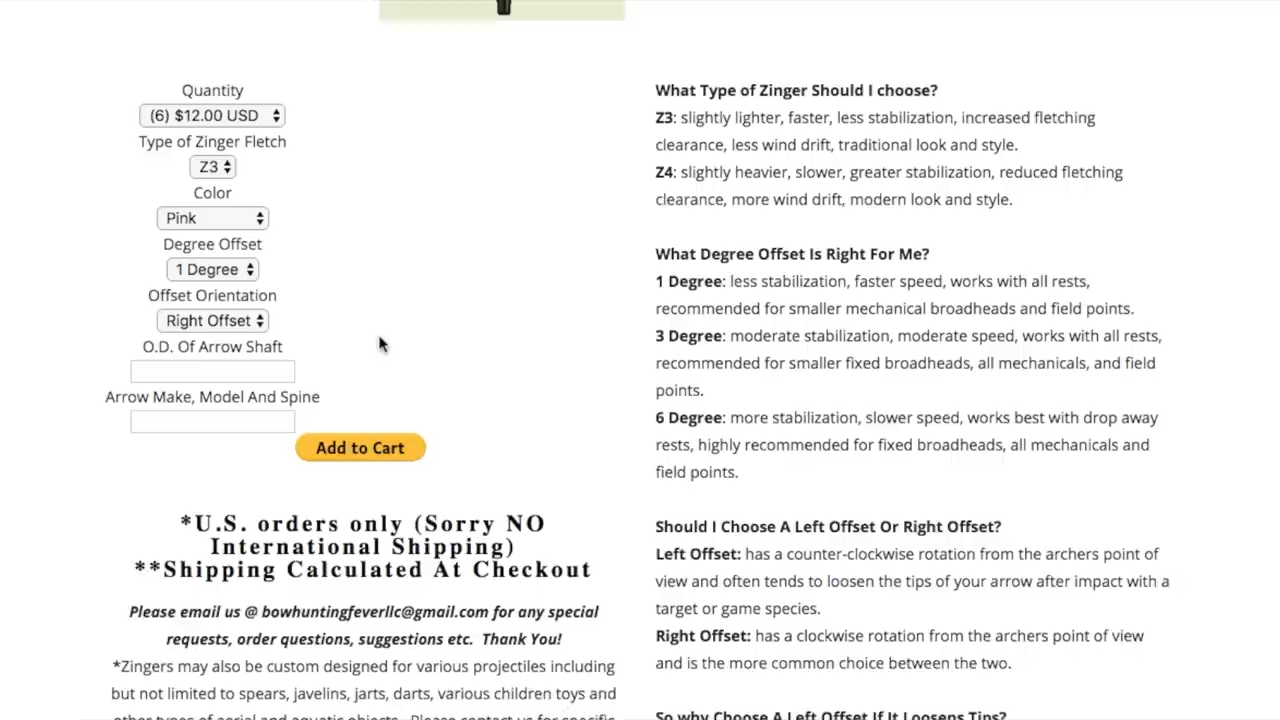 Quantity
(6) $12.00 USD
Type of Zinger Fletch
Z3
Color
Pink
Degree Offset
1 Degree
Offset Orientation
Right Offset
O.D. Of Arrow Shaft
Arrow Make, Model And Spine
Add to Cart
*U.S. orders only (Sorry NO
International Shipping)
**Shipping Calculated At Checkout
Please email us @ bowhuntingfeverllc@gmail.com for any special
requests, order questions, suggestions etc.  Thank You!
*Zingers may also be custom designed for various projectiles including
but not limited to spears, javelins, jarts, darts, various children toys and
other types of aerial and aquatic objects. Please contact us for specific
What Type of Zinger Should I choose?
Z3: slightly lighter, faster, less stabilization, increased fletching
clearance, less wind drift, traditional look and style.
Z4: slightly heavier, slower, greater stabilization, reduced fletching
clearance, more wind drift, modern look and style.
What Degree Offset Is Right For Me?
1 Degree: less stabilization, faster speed, works with all rests,
recommended for smaller mechanical broadheads and field points.
3 Degree: moderate stabilization, moderate speed, works with all rests,
recommended for smaller fixed broadheads, all mechanicals, and field
points.
6 Degree: more stabilization, slower speed, works best with drop away
rests, highly recommended for fixed broadheads, all mechanicals and
field points.
Should I Choose A Left Offset Or Right Offset?
Left Offset: has a counter-clockwise rotation from the archers point of
view and often tends to loosen the tips of your arrow after impact with a
target or game species.
Right Offset: has a clockwise rotation from the archers point of view
and is the more common choice between the two.
So why Choose A Left Offset If It Loosens Tips?